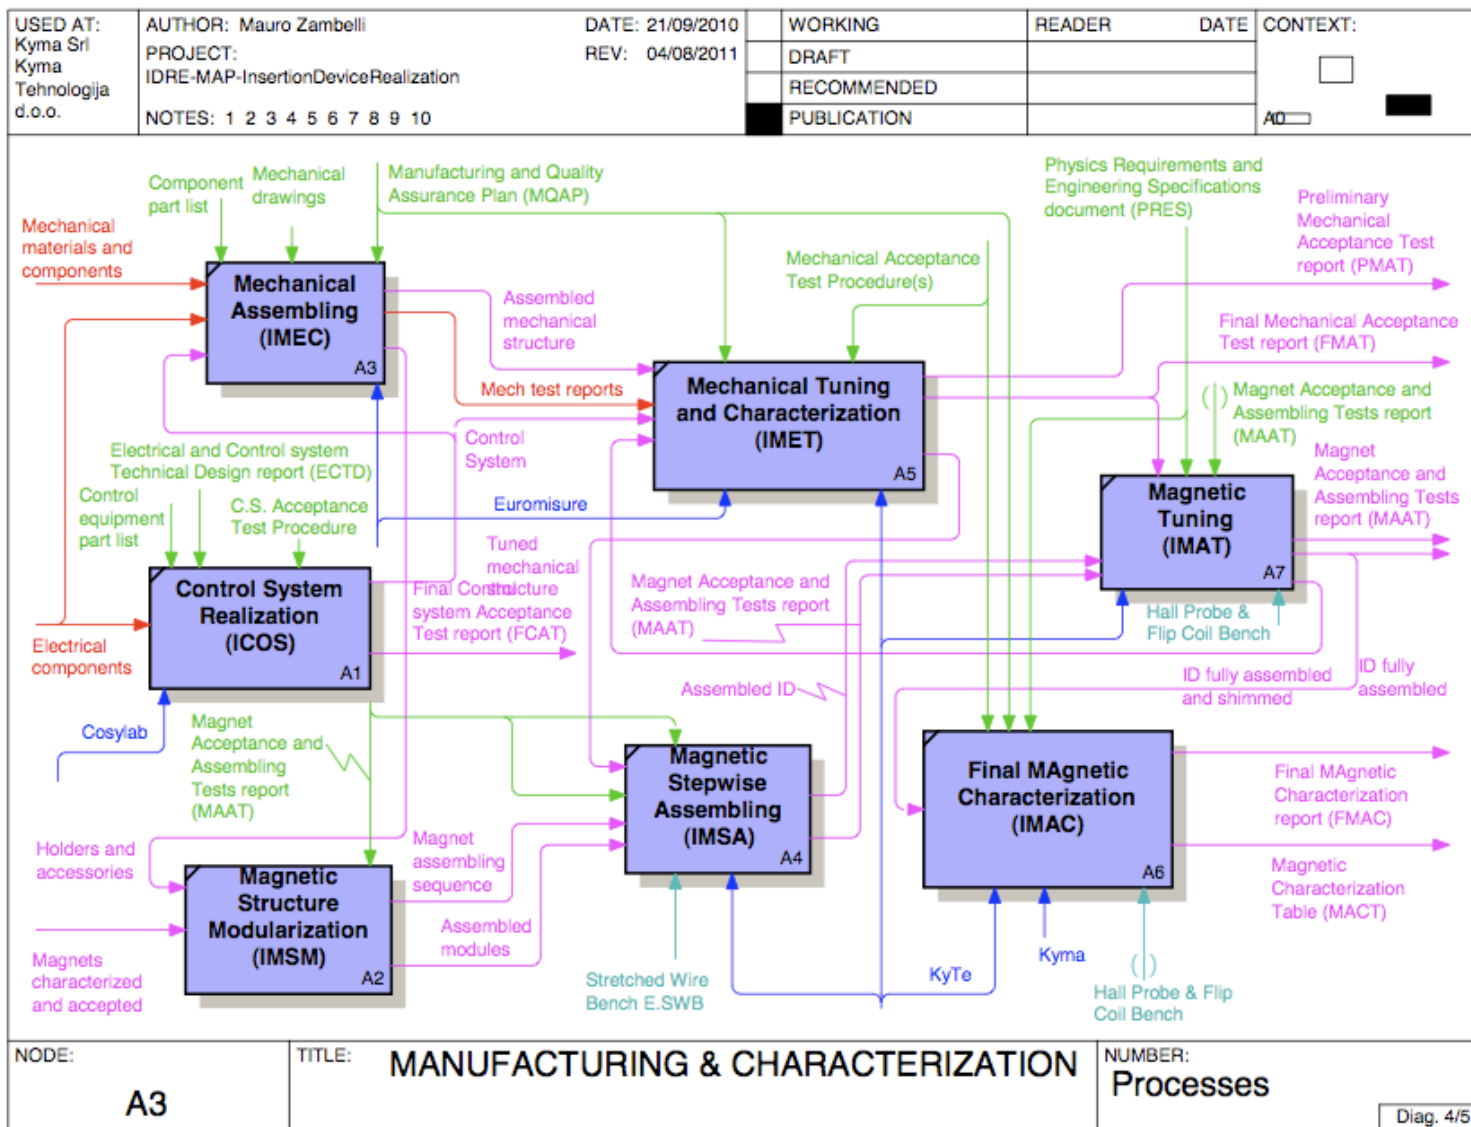 USED AT:
Kyma Srl
Kyma
Tehnologija
d.o.o.
AUTHOR: Mauro Zambelli
DATE: 21/09/2010
PROJECT:
REV: 04/08/2011
IDRE-MAP-InsertionDeviceRealization
NOTES: 1 2 3 4 5 6 7 8 9 10
WORKING
DRAFT
RECOMMENDED
PUBLICATION
READER DATE
CONTEXT:
A0
Component
part list
Mechanical
drawings
Manufacturing and Quality
Assurance Plan (MQAP)
Physics Requirements and
Engineering Specifications
document (PRES)
Preliminary
Mechanical
Acceptance Test
report (PMAT)
Mechanical
materials and
components
Mechanical
Assembling
(IMEC)
A3
Assembled
mechanical
structure
Mechanical Acceptance
Test Procedure(s)
Final Mechanical Acceptance
Test report (FMAT)
Mech test reports
Mechanical Tuning
and Characterization
(IMET)
A5
( )
Magnet Acceptance and
Assembling Tests report
(MAAT)
Control
System
Electrical and Control system
Technical Design report (ECTD)
Control
equipment
part list
C.S. Acceptance
Test Procedure
Euromisure
Magnet
Acceptance and
Assembling Tests
report (MAAT)
Magnetic
Tuning
(IMAT)
A7
Tuned
mechanical
structure
Control System
Realization
(ICOS)
A1
Final Control
system Acceptance
Test report (FCAT)
Magnet Acceptance and
Assembling Tests report
(MAAT)
Hall Probe &
Flip Coil Bench
Electrical
components
Assembled ID
ID fully assembled
and shimmed
ID fully
assembled
Cosylab
Magnet
Acceptance and
Assembling
Tests report
(MAAT)
Magnetic
Stepwise
Assembling
(IMSA)
A4
Final MAgnetic
Characterization
(IMAC)
A6
Final MAgnetic
Characterization
report (FMAC)
Holders and
accessories
Magnet
assembling
sequence
Magnetic
Structure
Modularization
(IMSM)
A2
Assembled
modules
Magnetic
Characterization
Table (MACT)
Magnets
characterized
and accepted
Stretched Wire
Bench E.SWB
KyTe
Kyma
( )
Hall Probe & Flip
Coil Bench
NODE:
A3
TITLE:
MANUFACTURING & CHARACTERIZATION
NUMBER:
Processes
Diag. 4/5